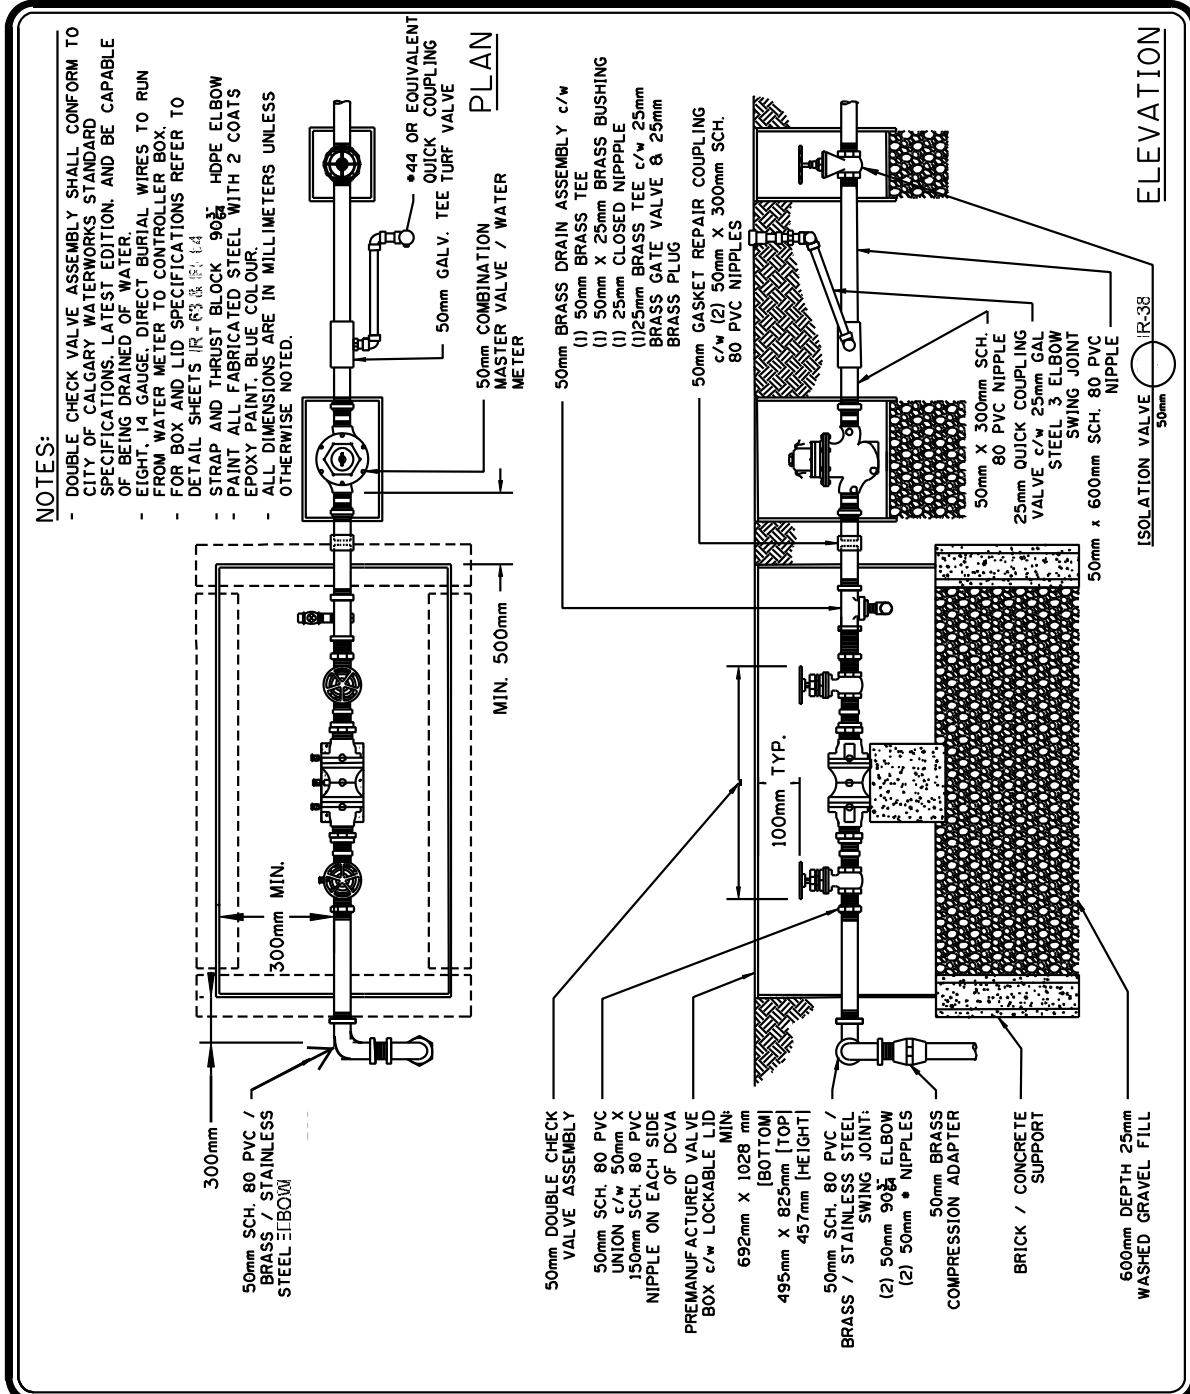 NOTES:
- DOUBLE CHECK VALVE ASSEMBLY SHALL CONFORM TO
CITY OF CALGARY WATERWORKS STANDARD
SPECIFICATIONS, LATEST EDITION, AND BE CAPABLE
OF BEING DRAINED OF WATER.
- EIGHT, 14 GAUGE, DIRECT BURIAL WIRES TO RUN
FROM WATER METER TO CONTROLLER BOX.
- FOR BOX AND LID SPECIFICATIONS REFER TO
DETAIL SHEETS
- STRAP AND THRUST BLOCK HDPE ELBOW
- PAINT ALL FABRICATED STEEL WITH 2 COATS
EPOXY PAINT, BLUE COLOUR.
- ALL DIMENSIONS ARE IN MILLIMETERS UNLESS
OTHERWISE NOTED.
PLAN
*44 OR EQUIVALENT
QUICK COUPLING
TURF VALVE
50mm GALV. TEE
50mm COMBINATION
MASTER VALVE / WATER
METER
MIN. 500mm
300mm MIN.
300mm
50mm SCH. 80 PVC /
BRASS / STAINLESS
STEEL ELBOW
50mm BRASS DRAIN ASSEMBLY c/w
(1) 50mm BRASS TEE
(1) 50mm X 25mm BRASS BUSHING
(1) 25mm CLOSED NIPPPLE
(1)25mm BRASS TEE c/w 25mm
BRASS GATE VALVE & 25mm
BRASS PLUG
50mm GASKET REPAIR COUPLING
c/w (2) 50mm X 300mm SCH.
80 PVC NIPPLES
100mm TYP.
50mm DOUBLE CHECK
VALVE ASSEMBLY
50mm SCH. 80 PVC
UNION c/w 50mm X
150mm SCH. 80 PVC
NIPPLE ON EACH SIDE
OF DCVA
PREMANUFACTURED VALVE
BOX c/w LOCKABLE LID
MIN:
692mm X 1028 mm
[BOTTOM]
495mm X 825mm [TOP]
457mm [HEIGHT]
50mm SCH. 80 PVC /
BRASS / STAINLESS STEEL
SWING JOINT:
(2) 50mm ELBOW
(2) 50mm * NIPPLES
50mm BRASS
COMPRESSION ADAPTER
BRICK / CONCRETE
SUPPORT
600mm DEPTH 25mm
WASHED GRAVEL FILL
50mm X 300mm SCH.
80 PVC NIPPLE
25mm QUICK COUPLING
VALVE c/w 25mm GAL
STEEL 3 ELBOW
SWING JOINT
50mm x 600mm SCH. 80 PVC
NIPPLE
ISOLATION VALVE IR-38
50mm
ELEVATION